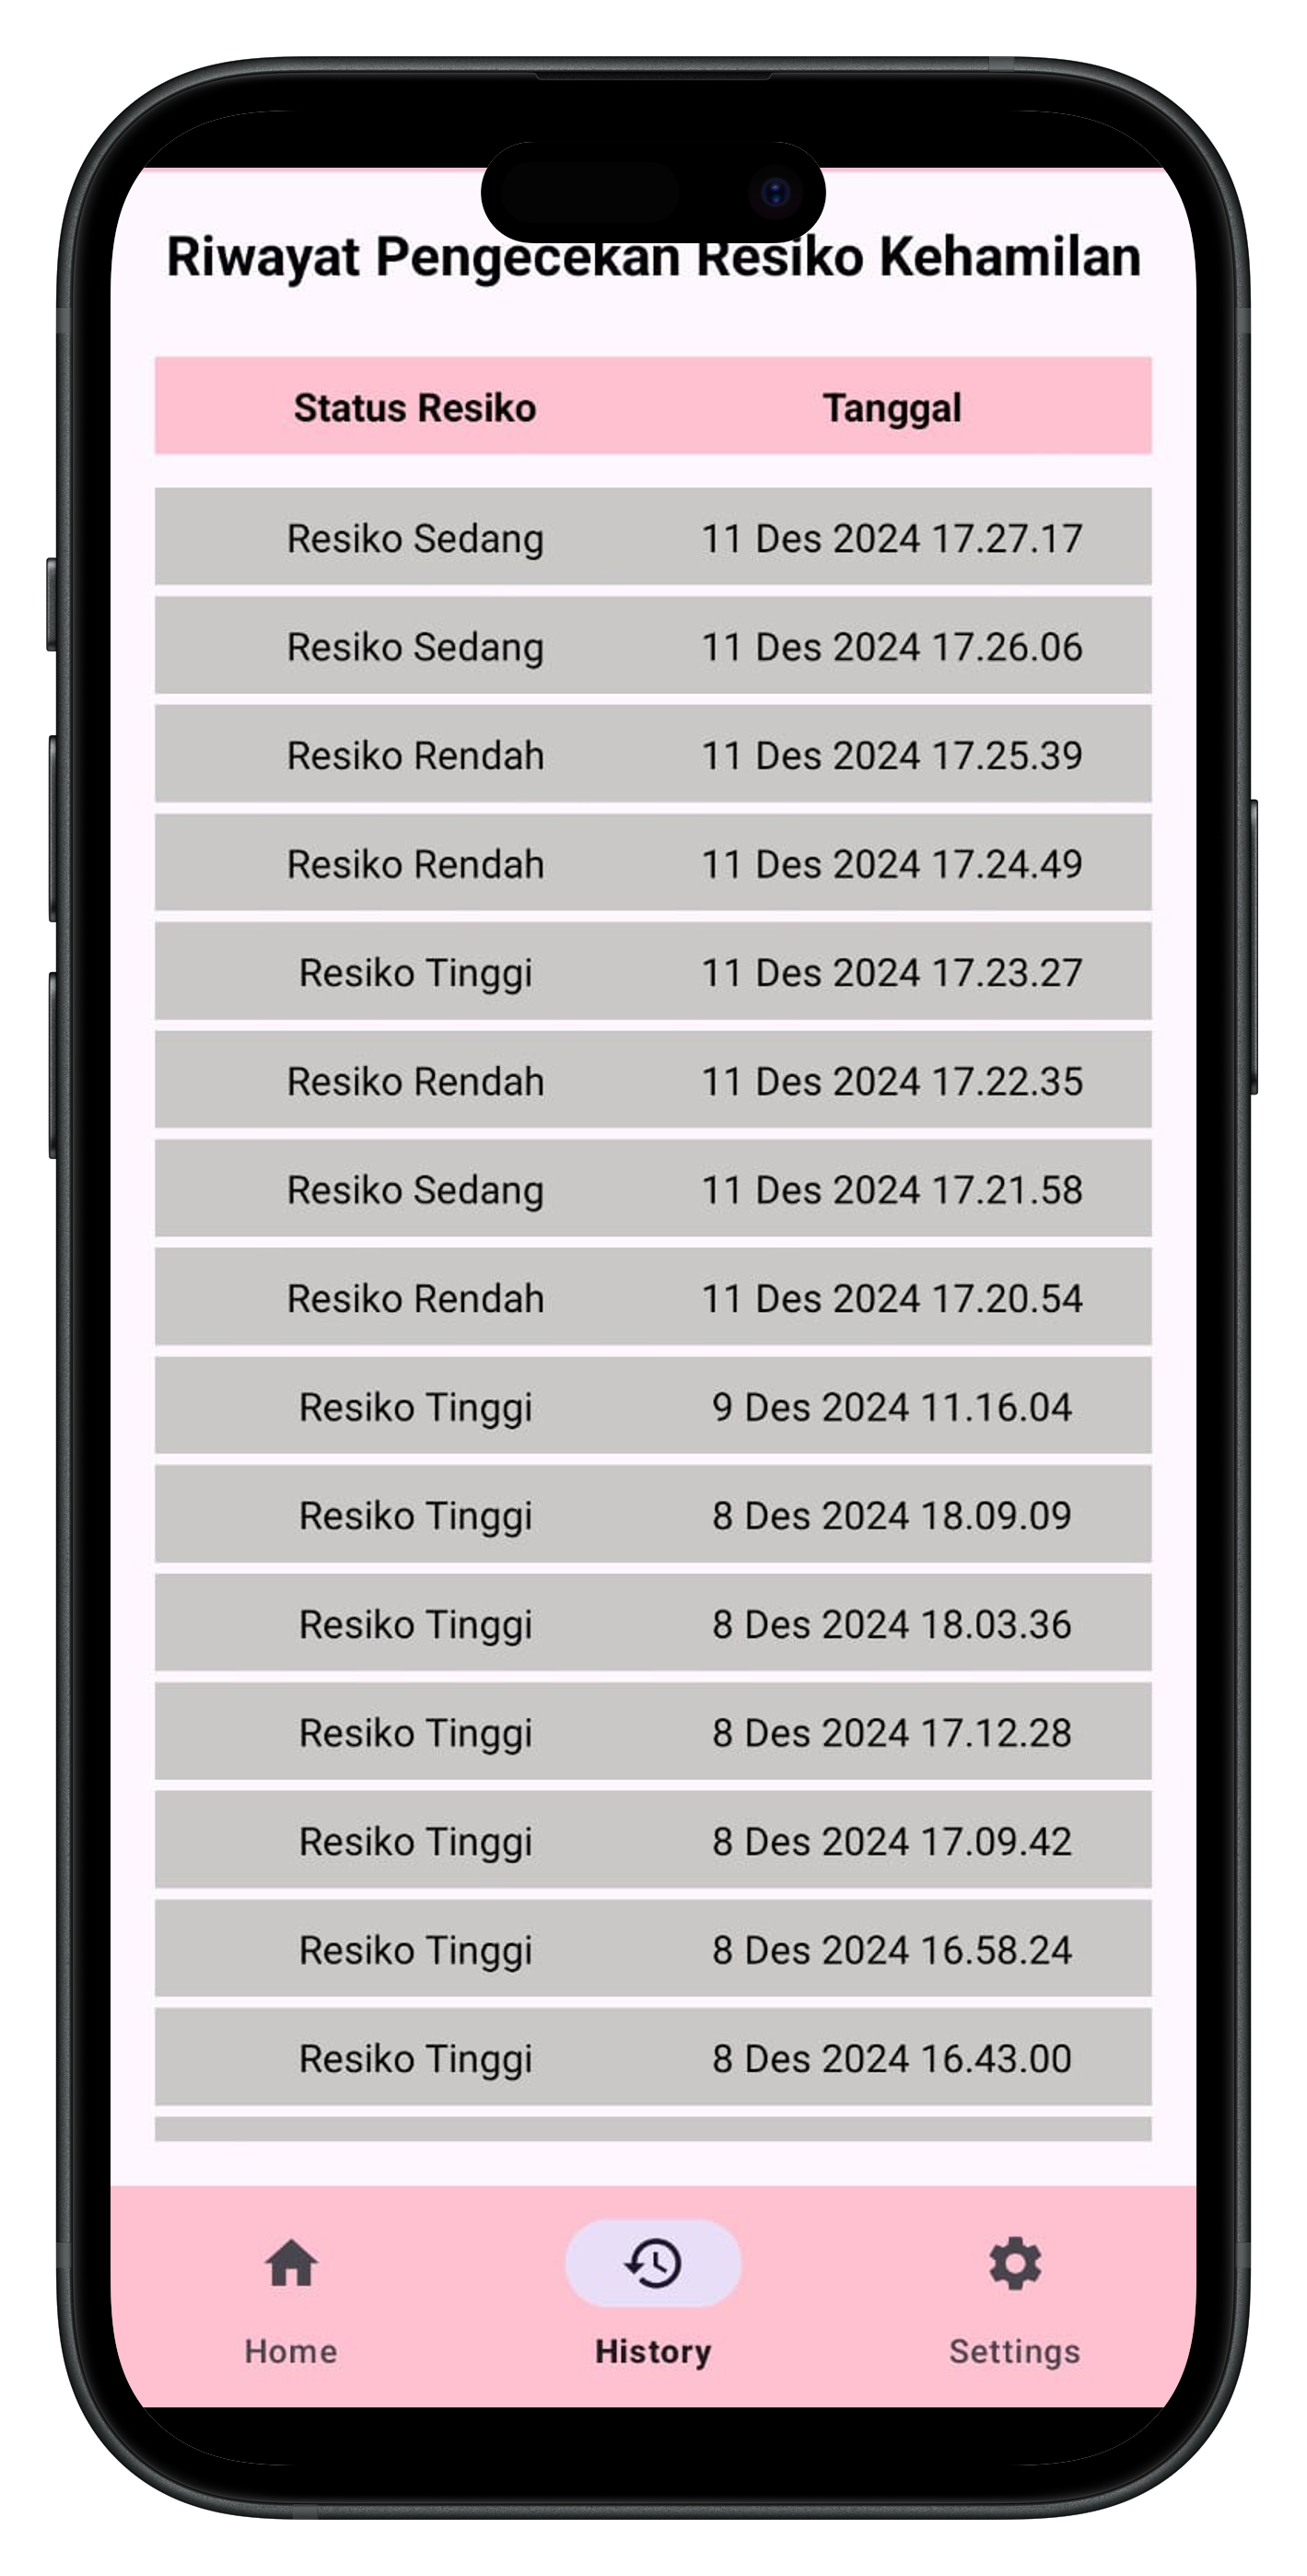 Riwayat Pengecekan Resiko Kehamilan
Status Resiko Tanggal
Resiko Sedang 11 Des 2024 17.27.17
Resiko Sedang 11 Des 2024 17.26.06
Resiko Rendah 11 Des 2024 17.25.39
Resiko Rendah 11 Des 2024 17.24.49
Resiko Tinggi 11 Des 2024 17.23.27
Resiko Rendah 11 Des 2024 17.22.35
Resiko Sedang 11 Des 2024 17.21.58
Resiko Rendah 11 Des 2024 17.20.54
Resiko Tinggi 9 Des 2024 11.16.04
Resiko Tinggi 8 Des 2024 18.09.09
Resiko Tinggi 8 Des 2024 18.03.36
Resiko Tinggi 8 Des 2024 17.12.28
Resiko Tinggi 8 Des 2024 17.09.42
Resiko Tinggi 8 Des 2024 16.58.24
Resiko Tinggi 8 Des 2024 16.43.00
Home History Settings